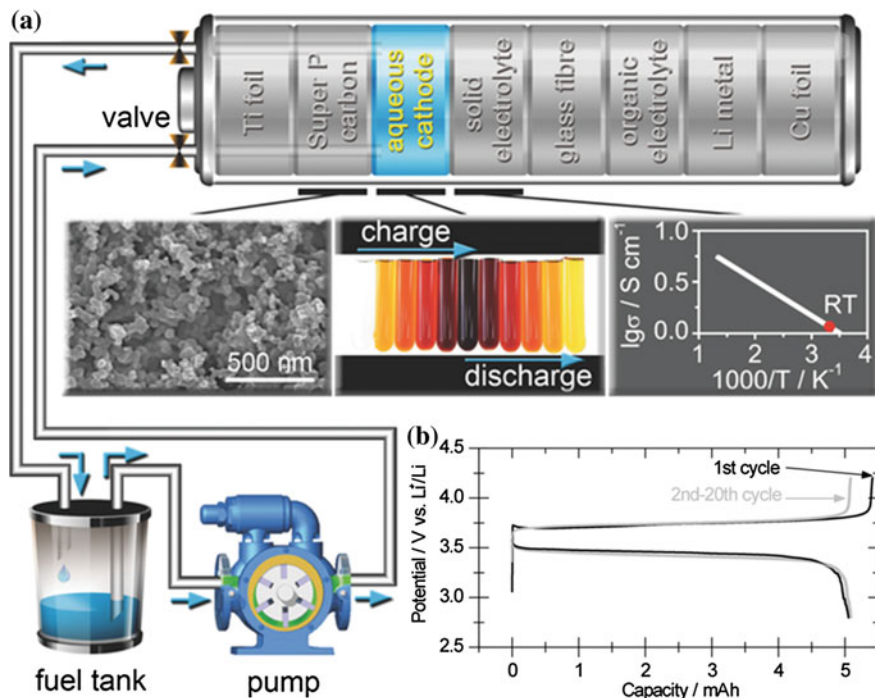 (a)
valve
Ti foil
Super P
carbon
aqueous
cathode
solid
electrolyte
glass fibre
organic
electrolyte
Li metal
Cu foil
500 nm
charge
discharge
lgσ / S cm⁻¹
1.0
0.5
0.0
RT
1 2 3 4
1000/T / K⁻¹
fuel tank
pump
(b)
Potential / V vs. Li⁺/Li
4.5
4.0
3.5
3.0
2.5
1st cycle
2nd-20th cycle
0 1 2 3 4 5
Capacity / mAh